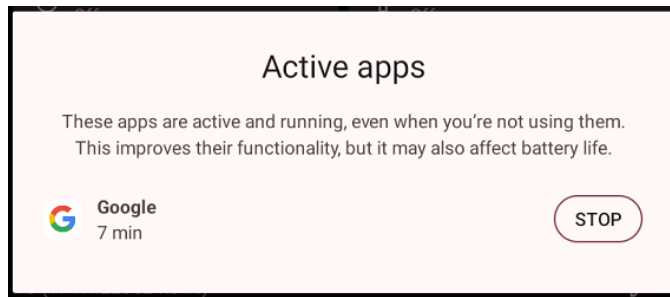 Active apps
These apps are active and running, even when you're not using them.
This improves their functionality, but it may also affect battery life.
Google
7 min
STOP